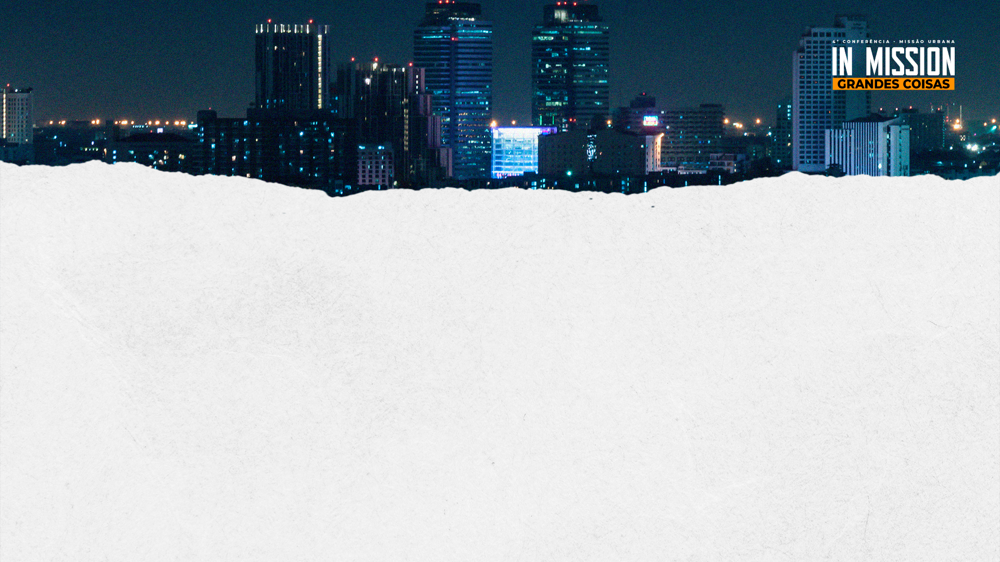 4ª CONFERÊNCIA - MISSÃO URBANA
IN MISSION
GRANDES COISAS